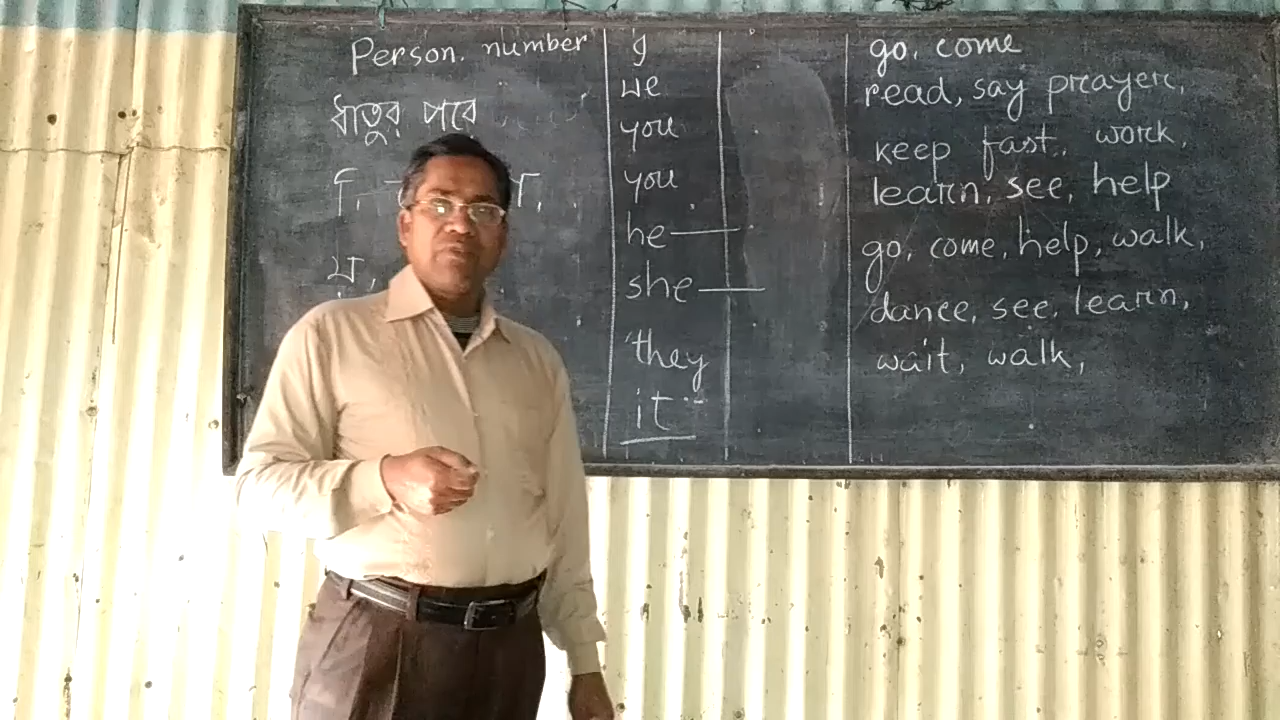 Person. number
ধাতুর পরে
I
we
you
you
he
she
they
it
go, come
read, say prayer,
keep fast, work,
learn, see, help
go, come, help, walk,
dance, see, learn,
wait, walk,